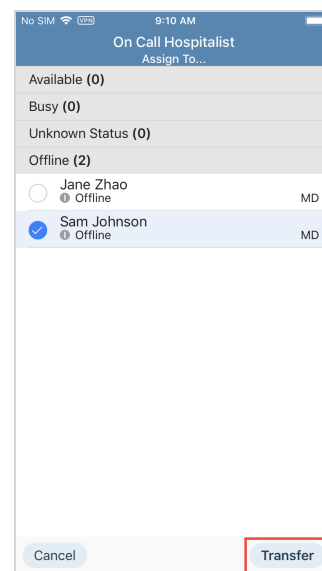 No SIM VPN 9:10 AM
On Call Hospitalist
Assign To...
Available (0)
Busy (0)
Unknown Status (0)
Offline (2)
Jane Zhao
Offline MD
Sam Johnson
Offline MD
Cancel Transfer